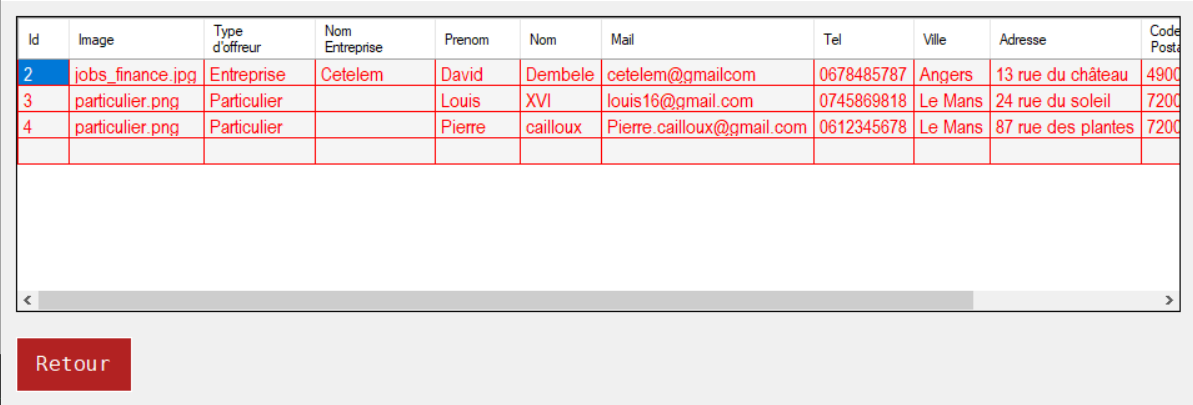 Id Image Type d'offreur Nom Entreprise Prenom Nom Mail Tel Ville Adresse Code Posta
2 jobs_finance.jpg Entreprise Cetelem David Dembele cetelem@gmailcom 0678485787 Angers 13 rue du château 4900
3 particulier.png Particulier Louis XVI louis16@gmail.com 0745869818 Le Mans 24 rue du soleil 7200
4 particulier.png Particulier Pierre cailloux Pierre.cailloux@gmail.com 0612345678 Le Mans 87 rue des plantes 7200
Retour